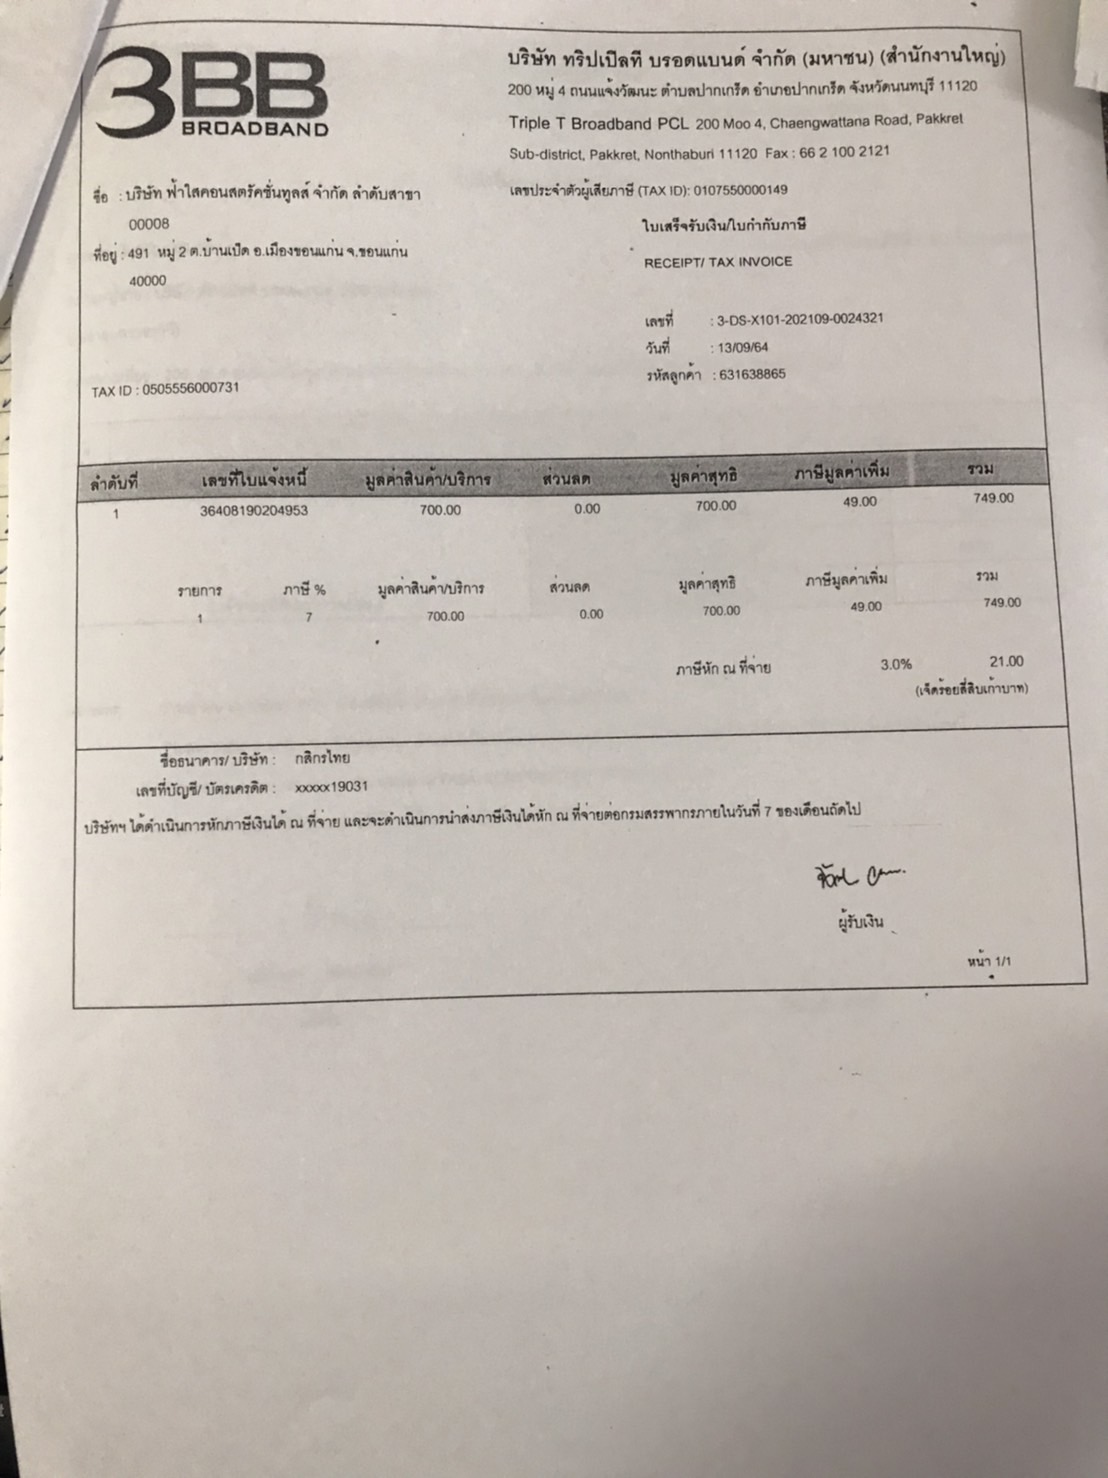 3BB
BROADBAND
บริษัท ทริปเปิลที บรอดแบนด์ จำกัด (มหาชน) (สำนักงานใหญ่)
200 หมู่ 4 ถนนแจ้งวัฒนะ ตำบลปากเกร็ด อำเภอปากเกร็ด จังหวัดนนทบุรี 11120
Triple T Broadband PCL 200 Moo 4, Chaengwattana Road, Pakkret
Sub-district, Pakkret, Nonthaburi 11120 Fax : 66 2 100 2121
เลขประจำตัวผู้เสียภาษี (TAX ID): 0107550000149
ชื่อ : บริษัท ฟ้าใสคอนสตรัคชั่นทูลส์ จำกัด ลำดับสาขา
00008
ที่อยู่ : 491 หมู่ 2 ต.บ้านเป็ด อ.เมืองขอนแก่น จ.ขอนแก่น
40000
TAX ID : 0505556000731
ใบเสร็จรับเงิน/ใบกำกับภาษี
RECEIPT/ TAX INVOICE
เลขที่ : 3-DS-X101-202109-0024321
วันที่ : 13/09/64
รหัสลูกค้า : 631638865
ลำดับที่ เลขที่ใบแจ้งหนี้ มูลค่าสินค้า/บริการ ส่วนลด มูลค่าสุทธิ ภาษีมูลค่าเพิ่ม รวม
1 36408190204953 700.00 0.00 700.00 49.00 749.00
รายการ ภาษี % มูลค่าสินค้า/บริการ ส่วนลด มูลค่าสุทธิ ภาษีมูลค่าเพิ่ม รวม
1 7 700.00 0.00 700.00 49.00 749.00
ภาษีหัก ณ ที่จ่าย 3.0% 21.00
(เจ็ดร้อยสี่สิบเก้าบาท)
ชื่อธนาคาร/ บริษัท : กสิกรไทย
เลขที่บัญชี/ บัตรเครดิต : xxxxx19031
บริษัทฯ ได้ดำเนินการหักภาษีเงินได้ ณ ที่จ่าย และจะดำเนินการนำส่งภาษีเงินได้หัก ณ ที่จ่ายต่อกรมสรรพากรภายในวันที่ 7 ของเดือนถัดไป
ผู้รับเงิน
หน้า 1/1